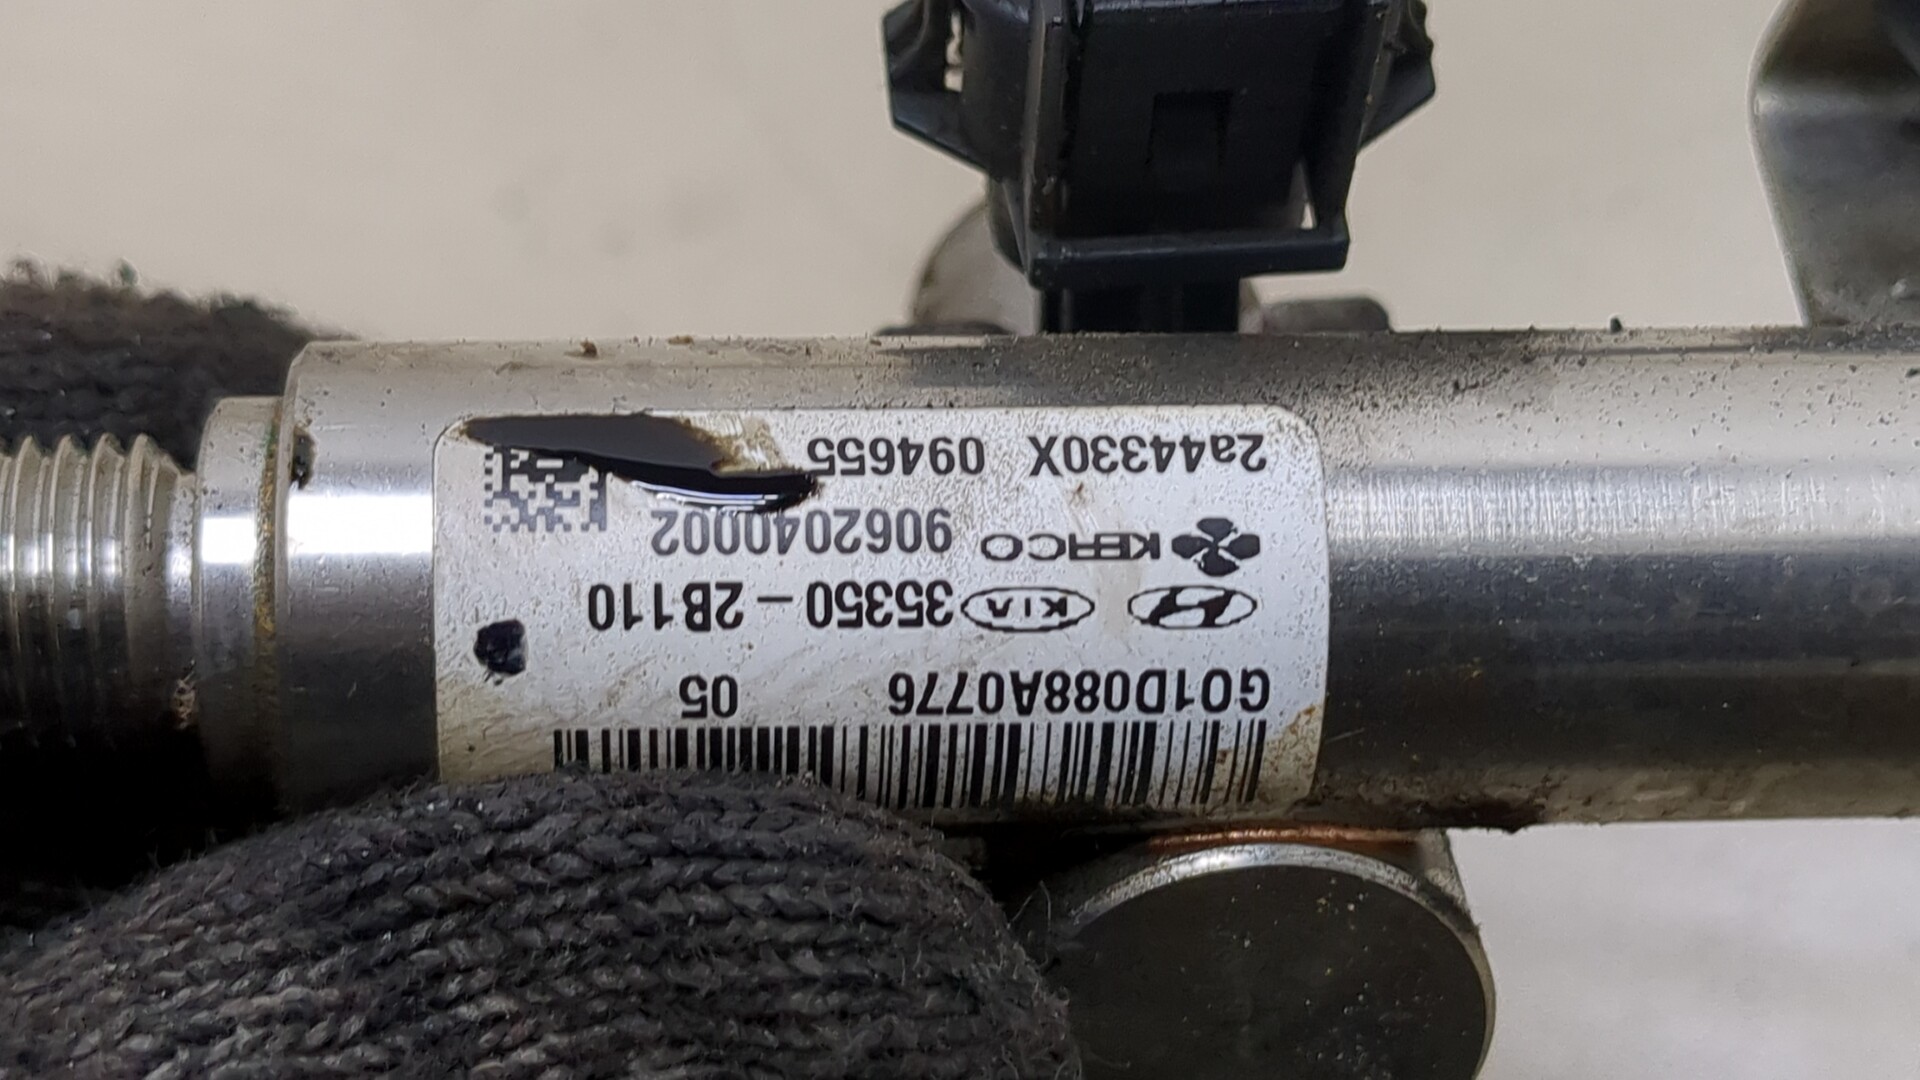 G01D088A0776 05
KIA 35350-2B110
KEFICO 9062040002
2a44330X 094655